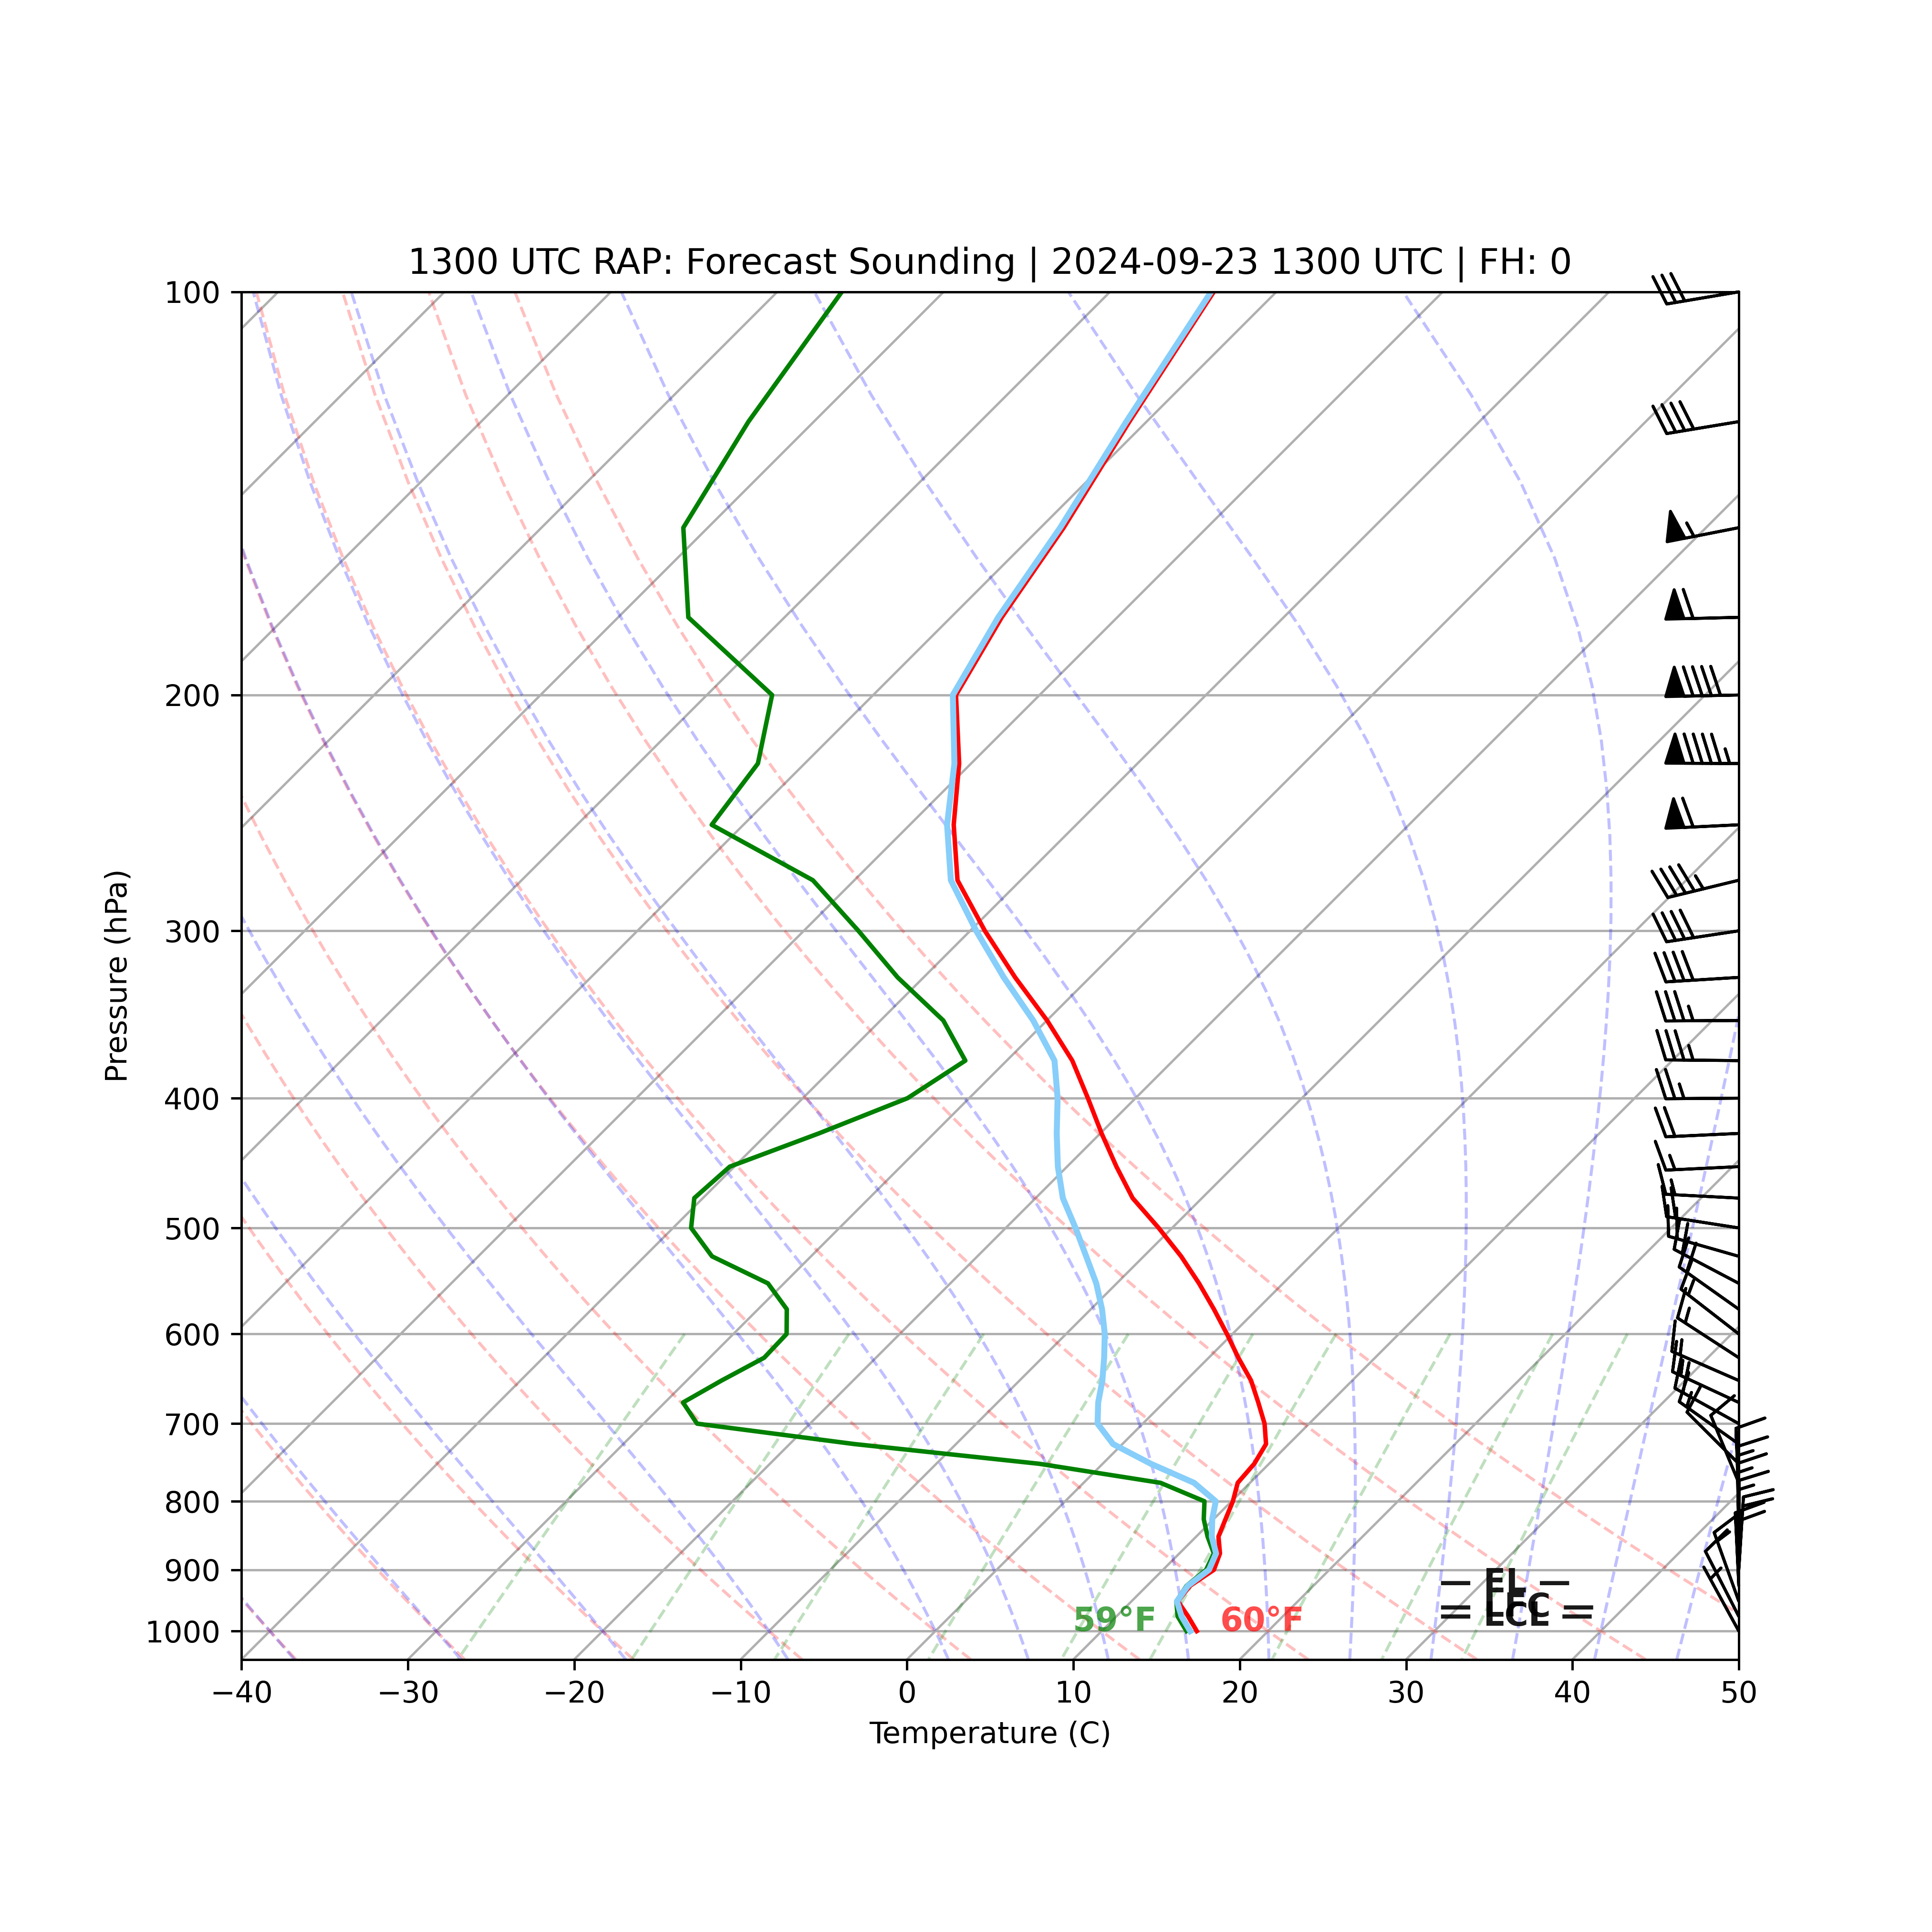 1300 UTC RAP: Forecast Sounding | 2024-09-23 1300 UTC | FH: 0
100
200
300
400
500
600
700
800
900
1000
Pressure (hPa)
— EL —
— LCL —
59°F 60°F
−40 −30 −20 −10 0 10 20 30 40 50
Temperature (C)